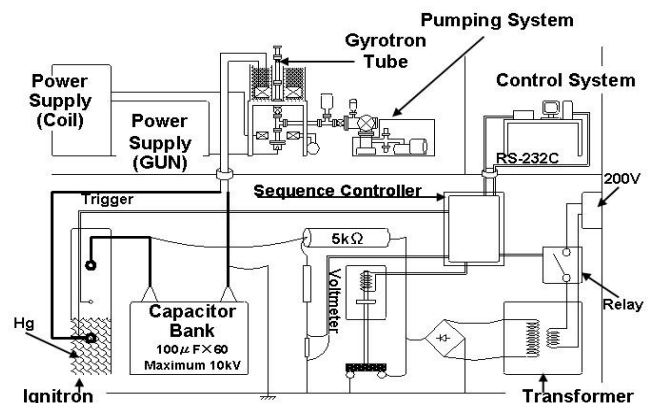 Pumping System
Gyrotron
Tube
Power
Supply
(Coil)
Power
Supply
(GUN)
Control System
RS-232C
200V
Trigger
Sequence Controller
5kΩ
Voltmeter
Relay
Hg
Capacitor
Bank
100μF×60
Maximum 10kV
Ignitron
Transformer